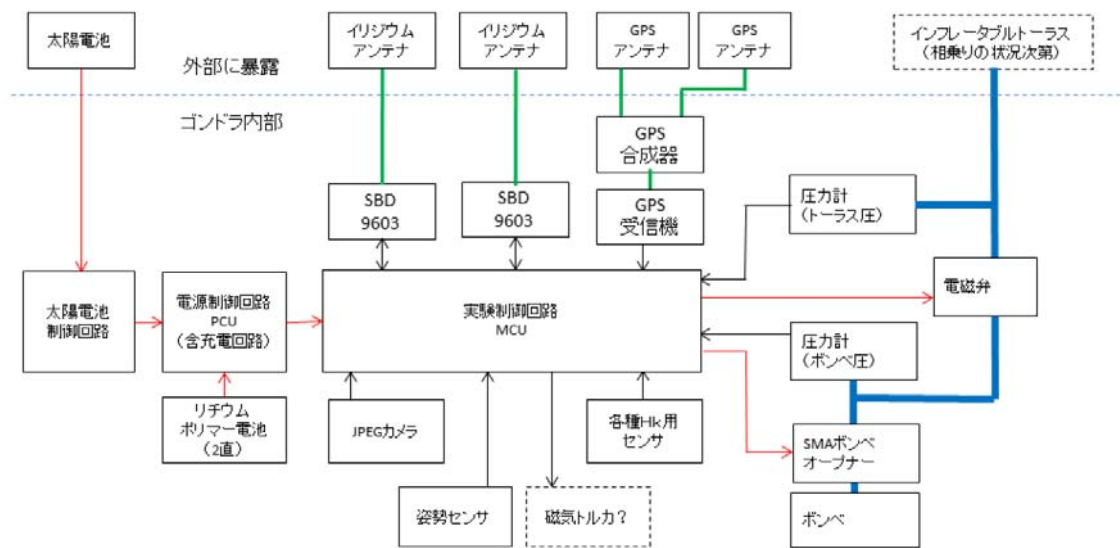 太陽電池
イリジウム
アンテナ
イリジウム
アンテナ
GPS
アンテナ
GPS
アンテナ
インフレータブルトーラス
(相乗りの状況次第)
外部に暴露
ゴンドラ内部
GPS
合成器
SBD
9603
SBD
9603
GPS
受信機
圧力計
(トーラス圧)
太陽電池
制御回路
電源制御回路
PCU
(含充電回路)
実験制御回路
MCU
電磁弁
圧力計
(ボンベ圧)
リチウム
ポリマー電池
(2直)
JPEGカメラ
各種Hk用
センサ
SMAボンベ
オープナー
姿勢センサ
磁気トルカ？
ボンベ